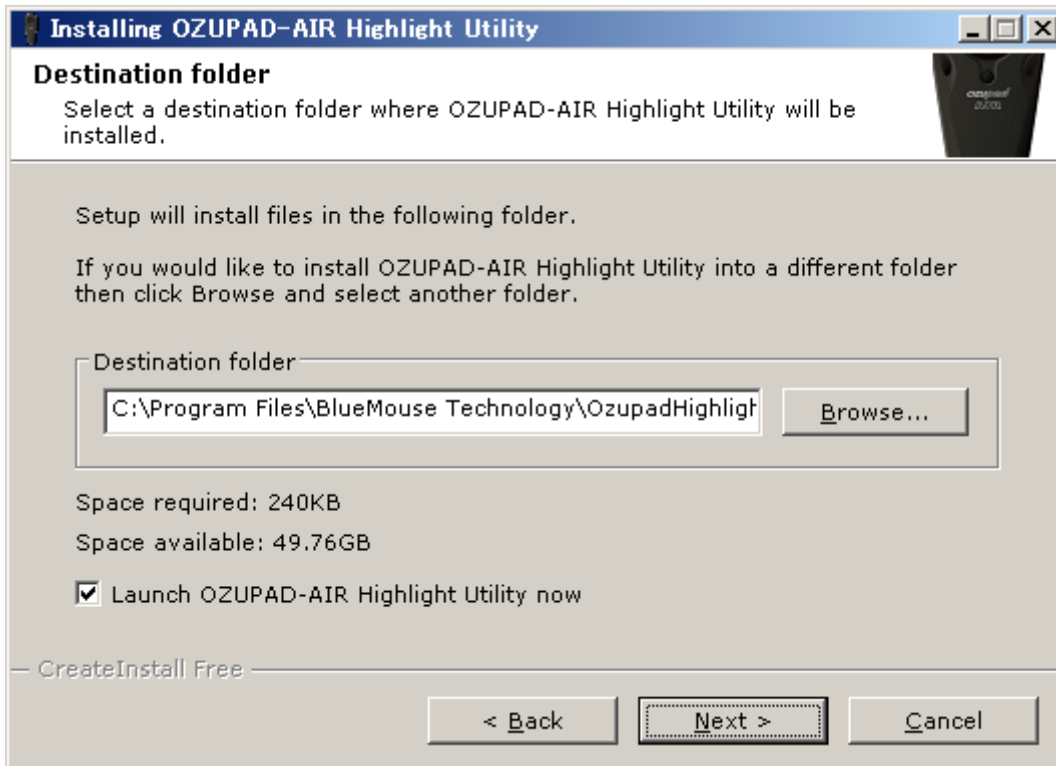 Installing OZUPAD-AIR Highlight Utility
Destination folder
Select a destination folder where OZUPAD-AIR Highlight Utility will be
installed.
ozupad
Setup will install files in the following folder.
If you would like to install OZUPAD-AIR Highlight Utility into a different folder
then click Browse and select another folder.
Destination folder
C:\Program Files\BlueMouse Technology\OzupadHighligh
Browse...
Space required: 240KB
Space available: 49.76GB
Launch OZUPAD-AIR Highlight Utility now
CreateInstall Free
< Back
Next >
Cancel